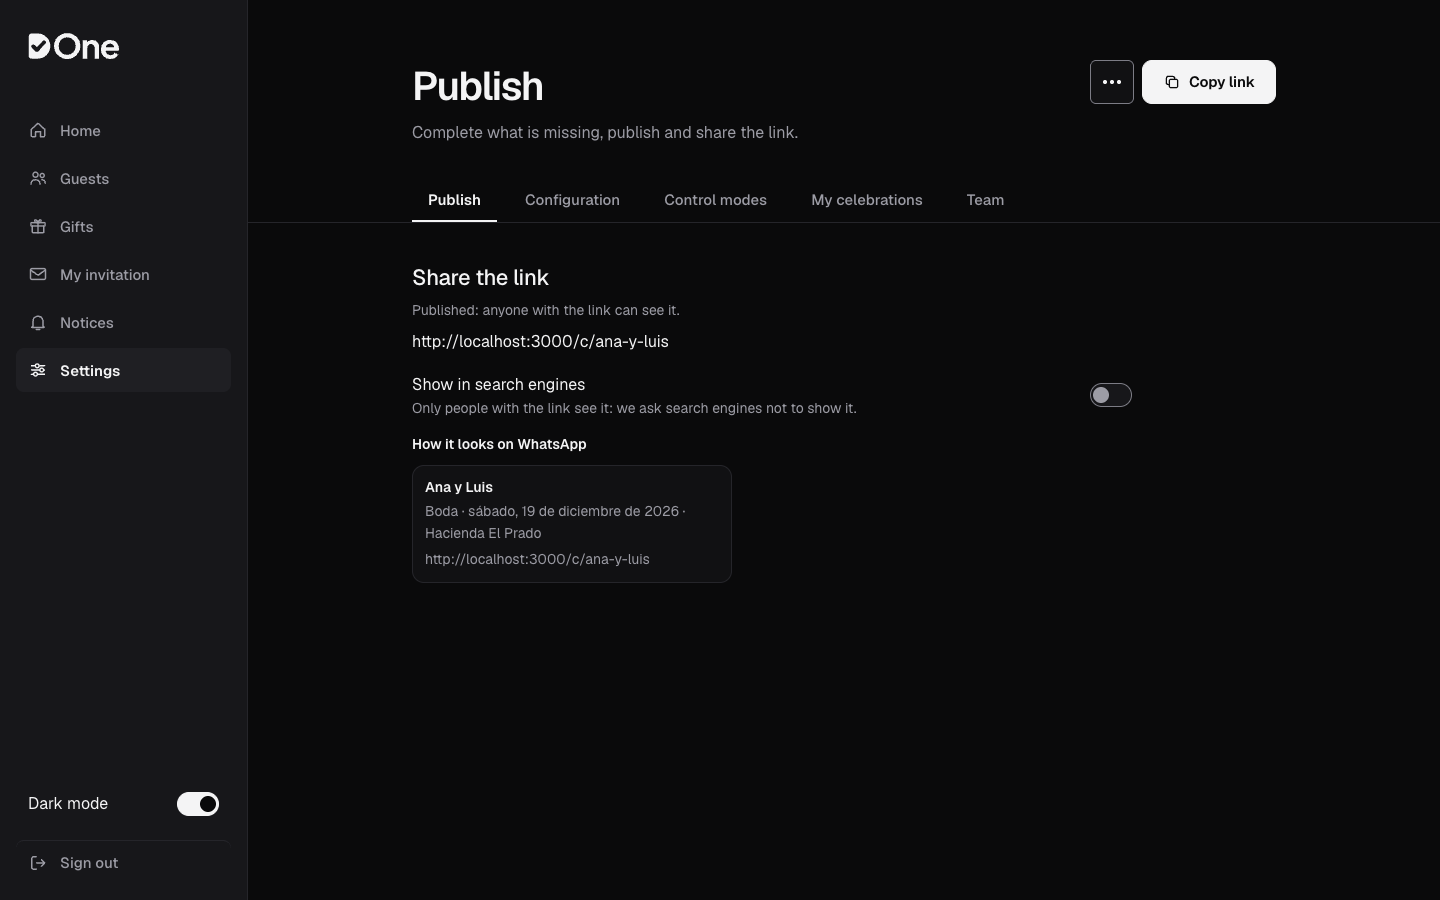 DOne
Home
Guests
Gifts
My invitation
Notices
Settings
Dark mode
Sign out
Publish
Complete what is missing, publish and share the link.
Copy link
Publish
Configuration
Control modes
My celebrations
Team
Share the link
Published: anyone with the link can see it.
http://localhost:3000/c/ana-y-luis
Show in search engines
Only people with the link see it: we ask search engines not to show it.
How it looks on WhatsApp
Ana y Luis
Boda · sábado, 19 de diciembre de 2026 ·
Hacienda El Prado
http://localhost:3000/c/ana-y-luis